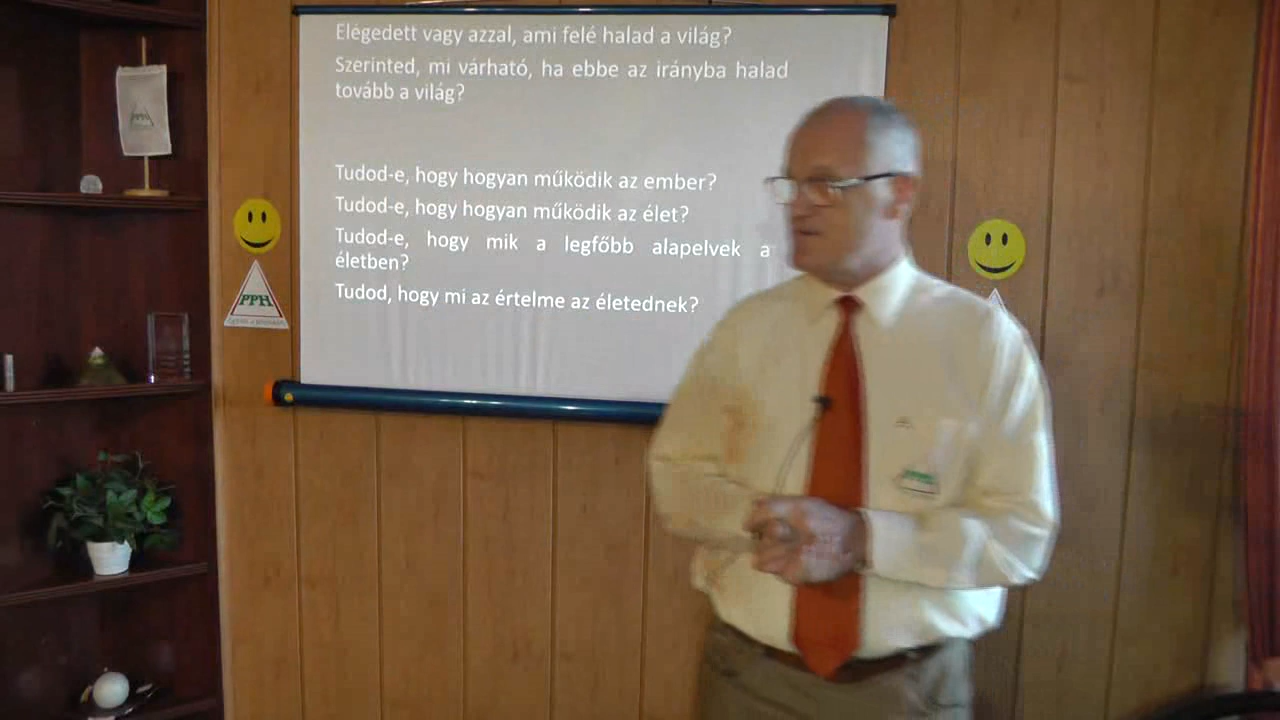 Elégedett vagy azzal, ami felé halad a világ?
Szerinted, mi várható, ha ebbe az irányba halad
tovább a világ?
Tudod-e, hogy hogyan működik az ember?
Tudod-e, hogy hogyan működik az élet?
Tudod-e, hogy mik a legfőbb alapelvek a
életben?
Tudod, hogy mi az értelme az életednek?
PPH
PPH
PPH